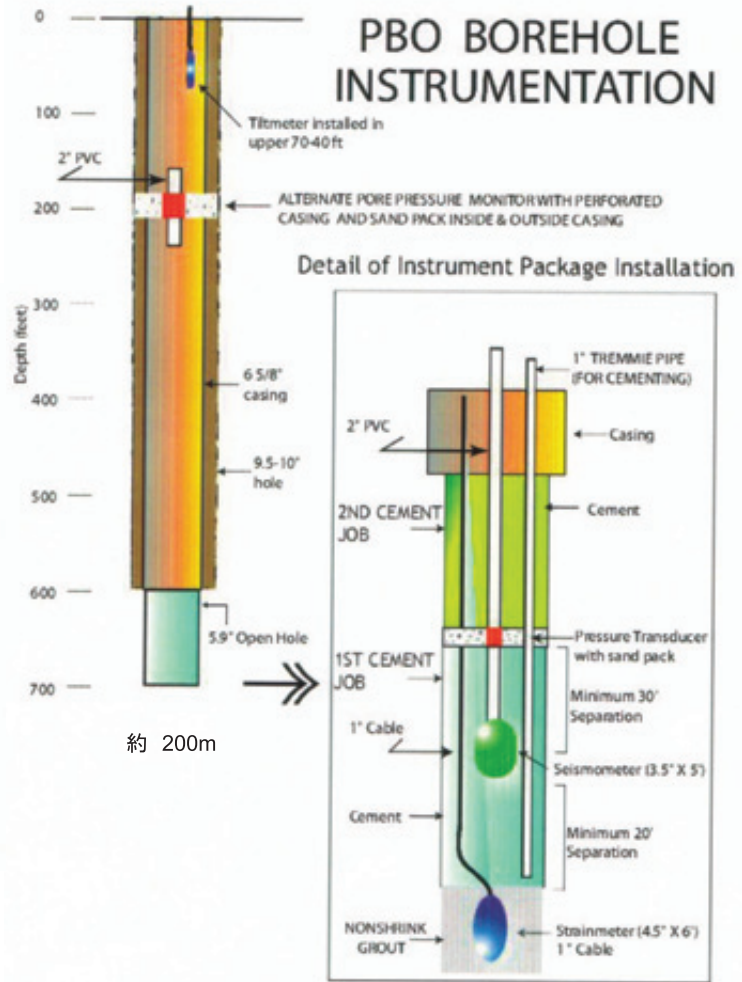 PBO BOREHOLE
INSTRUMENTATION
0
100
200
300
400
500
600
700
Depth (feet)
Tiltmeter installed in
upper 70-40 ft
2" PVC
ALTERNATE PORE PRESSURE MONITOR WITH PERFORATED
CASING AND SAND PACK INSIDE & OUTSIDE CASING
6 5/8"
casing
9.5-10"
hole
5.9" Open Hole
約 200m
Detail of Instrument Package Installation
1" TREMMIE PIPE
(FOR CEMENTING)
2" PVC
Casing
2ND CEMENT
JOB
Cement
Pressure Transducer
with sand pack
1ST CEMENT
JOB
Minimum 30'
Separation
1" Cable
Seismometer (3.5" X 5')
Cement
Minimum 20'
Separation
NONSHRINK
GROUT
Strainmeter (4.5" X 6')
1" Cable